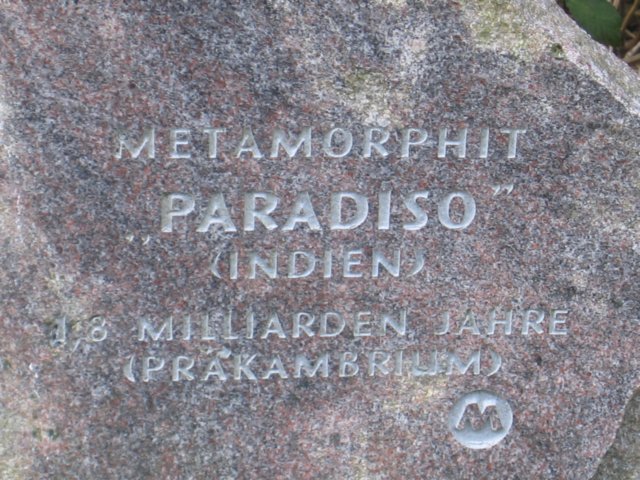 METAMORPHIT
„PARADISO”
(INDIEN)
1,8 MILLIARDEN JAHRE
(PRÄKAMBRIUM)
M